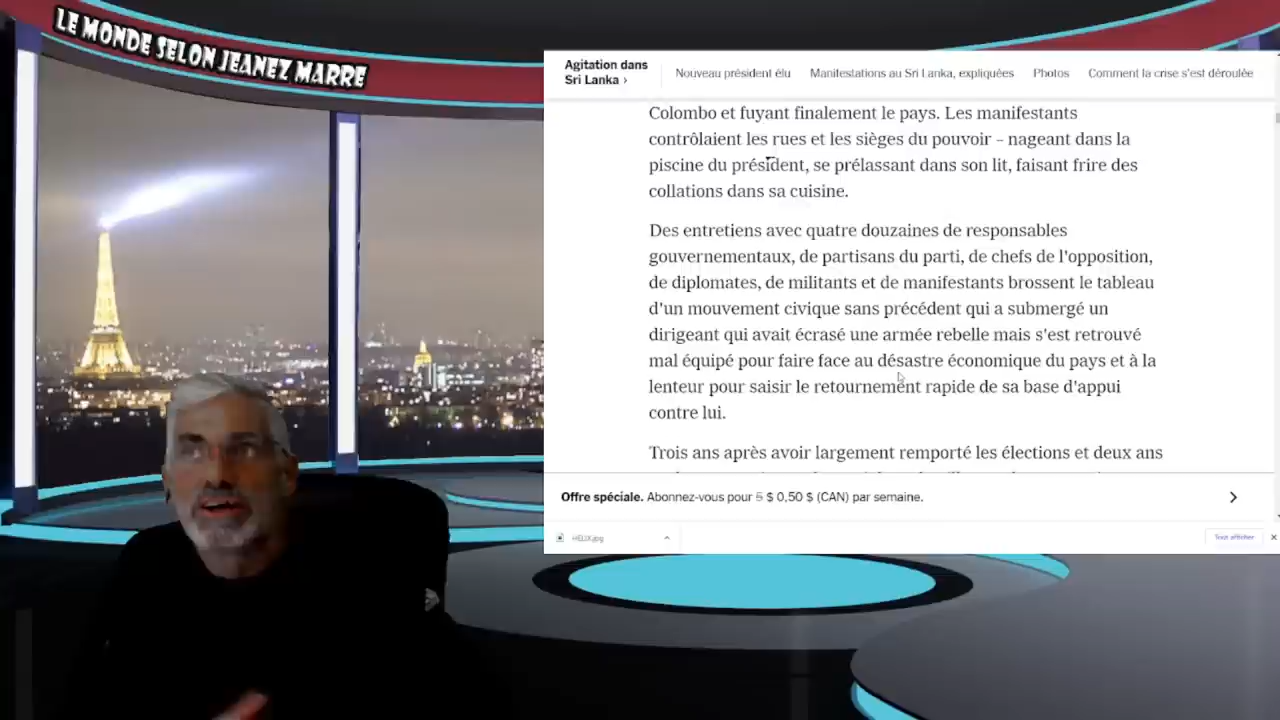 LE MONDE SELON JEANEZ MARRE
Agitation dans
Sri Lanka ›
Nouveau président élu
Manifestations au Sri Lanka, expliquées
Photos
Comment la crise s'est déroulée
Colombo et fuyant finalement le pays. Les manifestants
contrôlaient les rues et les sièges du pouvoir – nageant dans la
piscine du président, se prélassant dans son lit, faisant frire des
collations dans sa cuisine.
Des entretiens avec quatre douzaines de responsables
gouvernementaux, de partisans du parti, de chefs de l'opposition,
de diplomates, de militants et de manifestants brossent le tableau
d'un mouvement civique sans précédent qui a submergé un
dirigeant qui avait écrasé une armée rebelle mais s'est retrouvé
mal équipé pour faire face au désastre économique du pays et à la
lenteur pour saisir le retournement rapide de sa base d'appui
contre lui.
Trois ans après avoir largement remporté les élections et deux ans
Offre spéciale. Abonnez-vous pour 5 $ 0,50 $ (CAN) par semaine.
Tout afficher